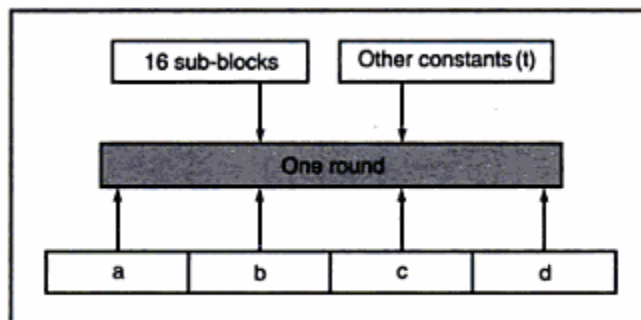 16 sub-blocks
Other constants (t)
One round
a
b
c
d